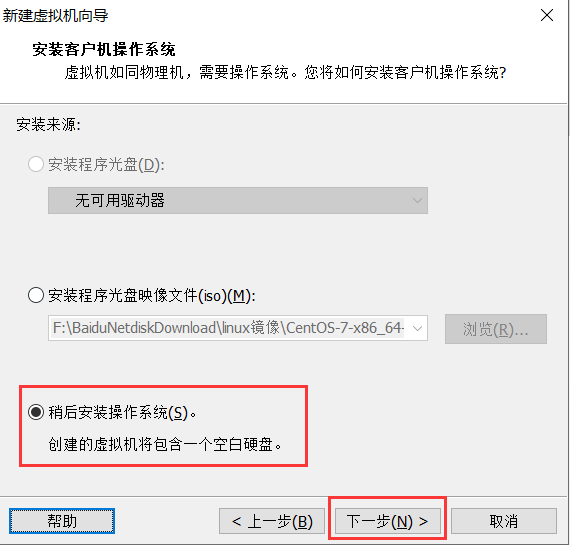 新建虚拟机向导
安装客户机操作系统
虚拟机如同物理机，需要操作系统。您将如何安装客户机操作系统?
安装来源:
安装程序光盘(D):
无可用驱动器
安装程序光盘映像文件(iso)(M):
F:\BaiduNetdiskDownload\linux镜像\CentOS-7-x86_64-
浏览(R)...
稍后安装操作系统(S)。
创建的虚拟机将包含一个空白硬盘。
帮助
< 上一步(B)
下一步(N) >
取消